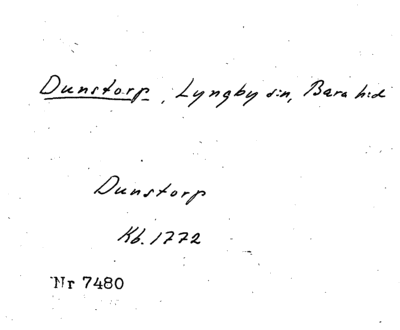 Dunstorp, Lyngby sn, Bara hd
Dunstorp
Kb. 1772
Nr 7480